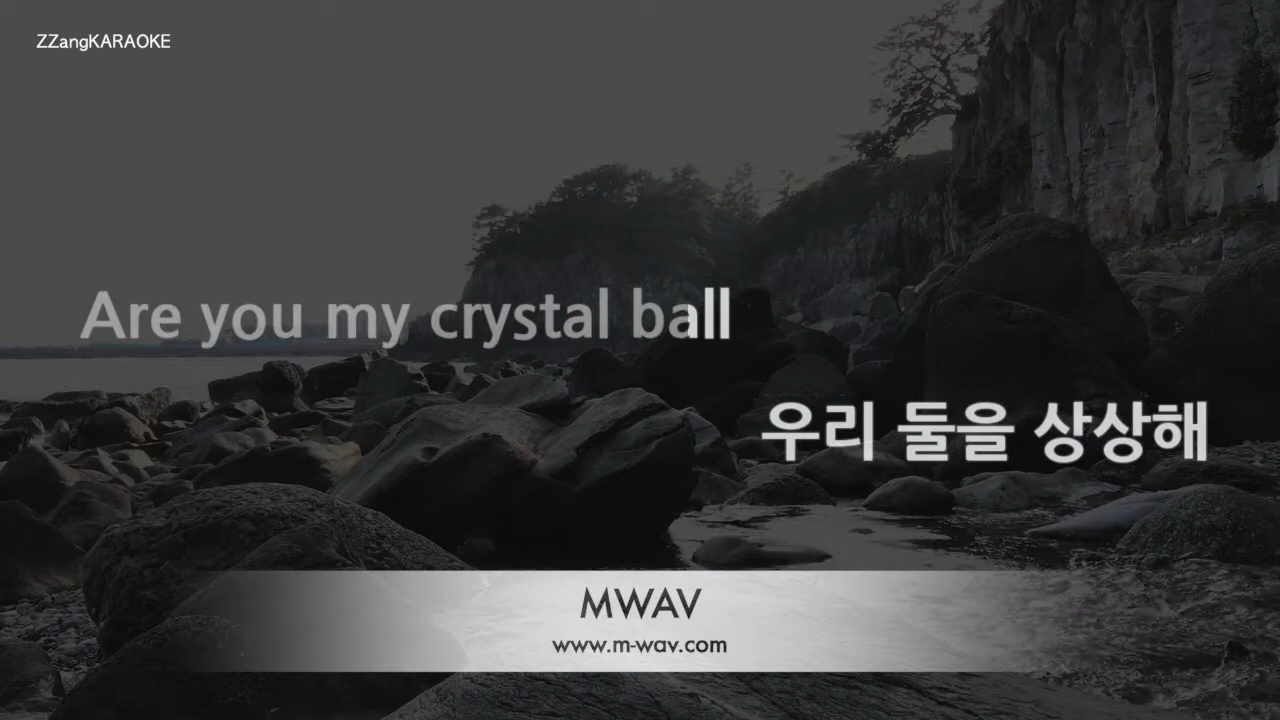 ZZangKARAOKE
Are you my crystal ball
우리 둘을 상상해
MWAV
www.m-wav.com